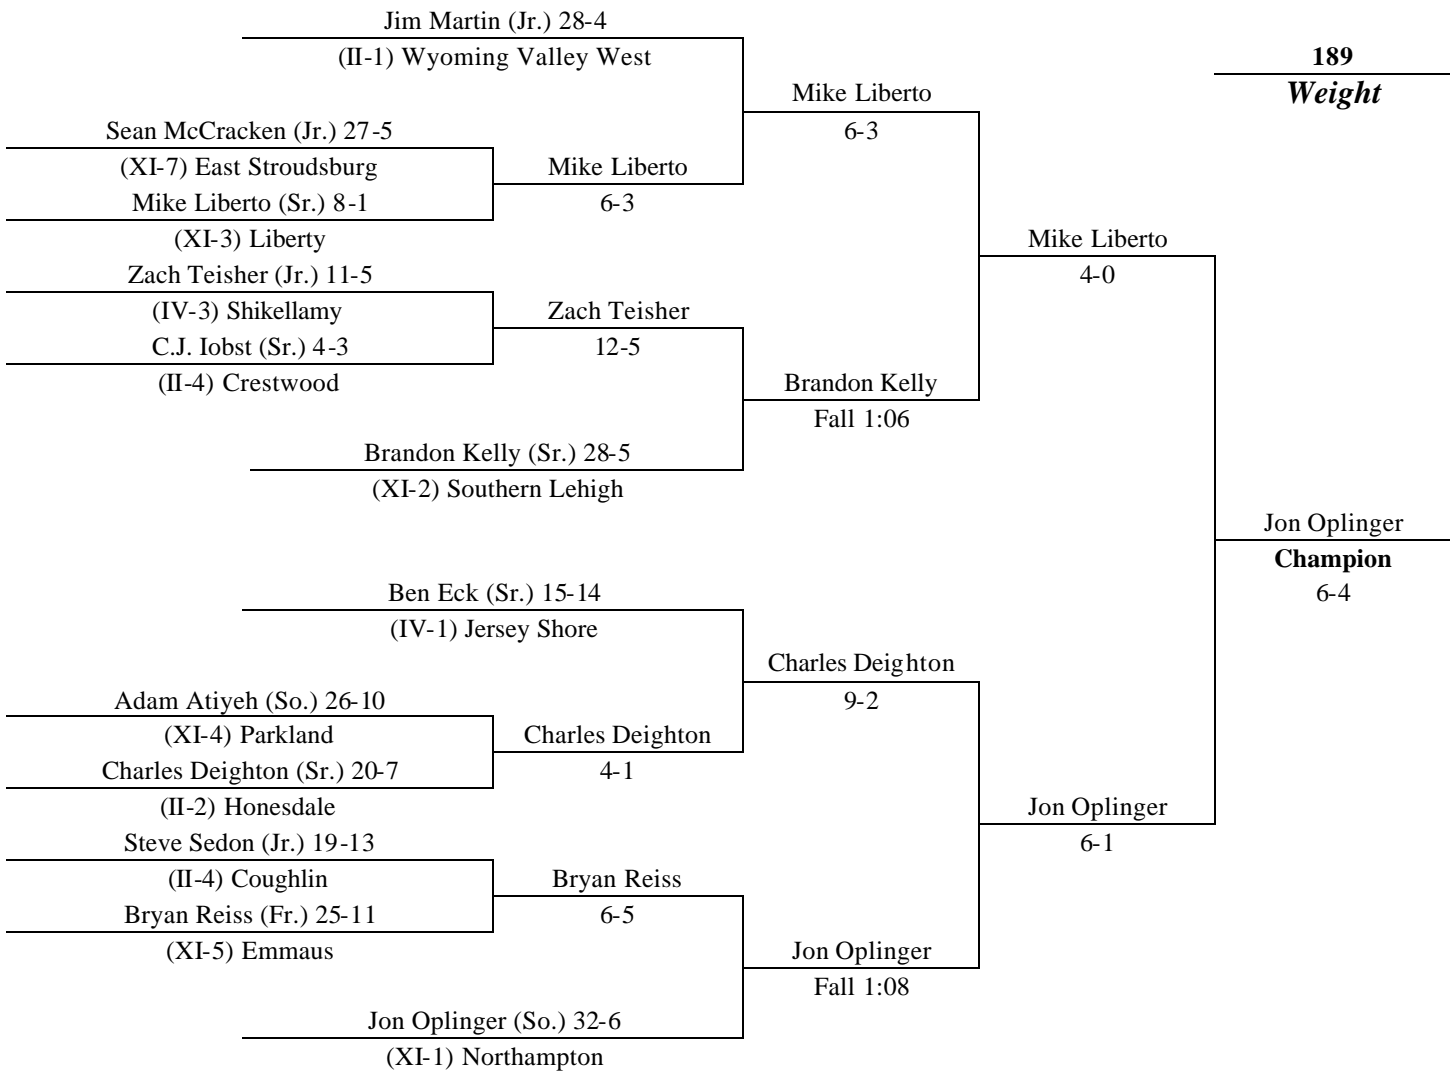 Jim Martin (Jr.) 28-4
(II-1) Wyoming Valley West
189
Weight
Mike Liberto
6-3
Sean McCracken (Jr.) 27-5
(XI-7) East Stroudsburg
Mike Liberto (Sr.) 8-1
(XI-3) Liberty
Mike Liberto
6-3
Mike Liberto
4-0
Zach Teisher (Jr.) 11-5
(IV-3) Shikellamy
C.J. Iobst (Sr.) 4-3
(II-4) Crestwood
Zach Teisher
12-5
Brandon Kelly
Fall 1:06
Brandon Kelly (Sr.) 28-5
(XI-2) Southern Lehigh
Jon Oplinger
Champion
6-4
Ben Eck (Sr.) 15-14
(IV-1) Jersey Shore
Charles Deighton
9-2
Adam Atiyeh (So.) 26-10
(XI-4) Parkland
Charles Deighton (Sr.) 20-7
(II-2) Honesdale
Charles Deighton
4-1
Jon Oplinger
6-1
Steve Sedon (Jr.) 19-13
(II-4) Coughlin
Bryan Reiss (Fr.) 25-11
(XI-5) Emmaus
Bryan Reiss
6-5
Jon Oplinger
Fall 1:08
Jon Oplinger (So.) 32-6
(XI-1) Northampton